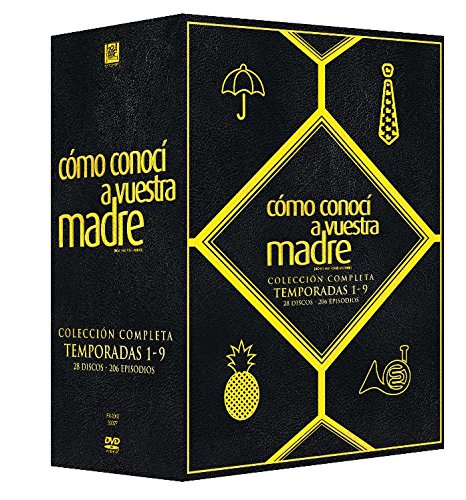 cómo conocí
a vuestra
madre
COLECCIÓN COMPLETA
TEMPORADAS 1-9
28 DISCOS - 206 EPISODIOS
DVD
cómo conocí
a vuestra
madre
COLECCIÓN COMPLETA
TEMPORADAS 1-9
28 DISCOS - 206 EPISODIOS